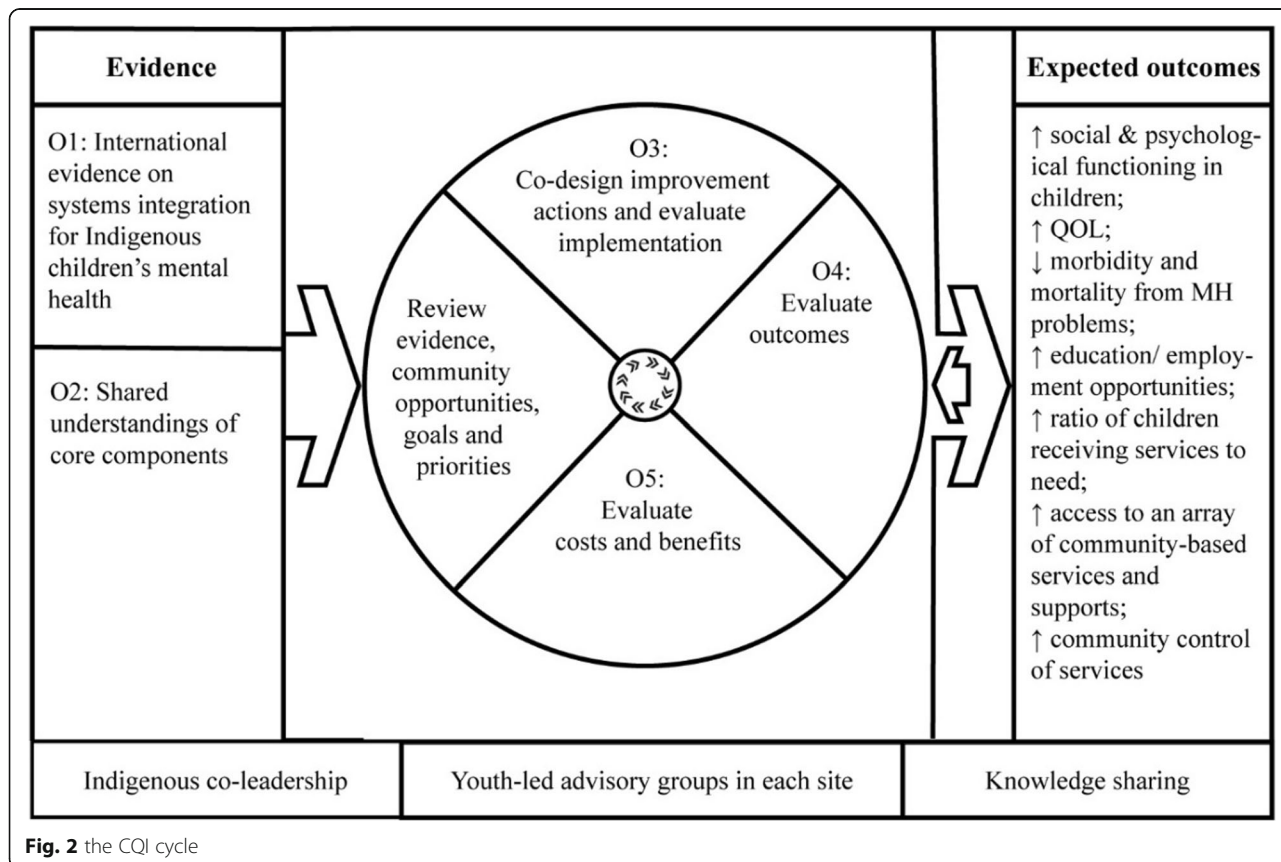 Evidence
O1: International
evidence on
systems integration
for Indigenous
children's mental
health
O2: Shared
understandings of
core components
O3:
Co-design improvement
actions and evaluate
implementation
O4:
Evaluate
outcomes
Review
evidence,
community
opportunities,
goals and
priorities
O5:
Evaluate
costs and benefits
Expected outcomes
↑ social & psycholog-
ical functioning in
children;
↑ QOL;
↓ morbidity and
mortality from MH
problems;
↑ education/ employ-
ment opportunities;
↑ ratio of children
receiving services to
need;
↑ access to an array
of community-based
services and
supports;
↑ community control
of services
Indigenous co-leadership
Youth-led advisory groups in each site
Knowledge sharing
Fig. 2 the CQI cycle